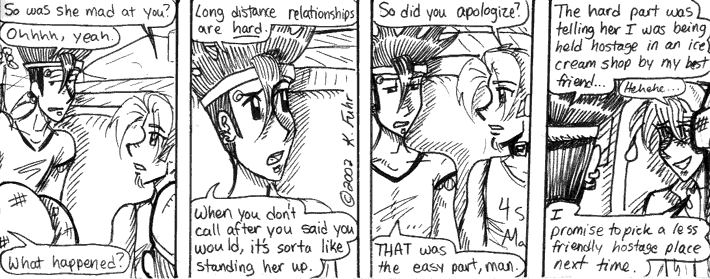 So was she mad at you?
Ohhhh, yeah.
What happened?
Long distance relationships
are hard.
When you don't
call after you said you
would, it's sorta like
standing her up.
©2002 K. Fuhr
So did you apologize?
THAT was
the easy part, man.
4 s
Ma
The hard part was
telling her I was being
held hostage in an ice
cream shop by my best
friend...
Hehehe...
I
promise to pick a less
friendly hostage place
next time.